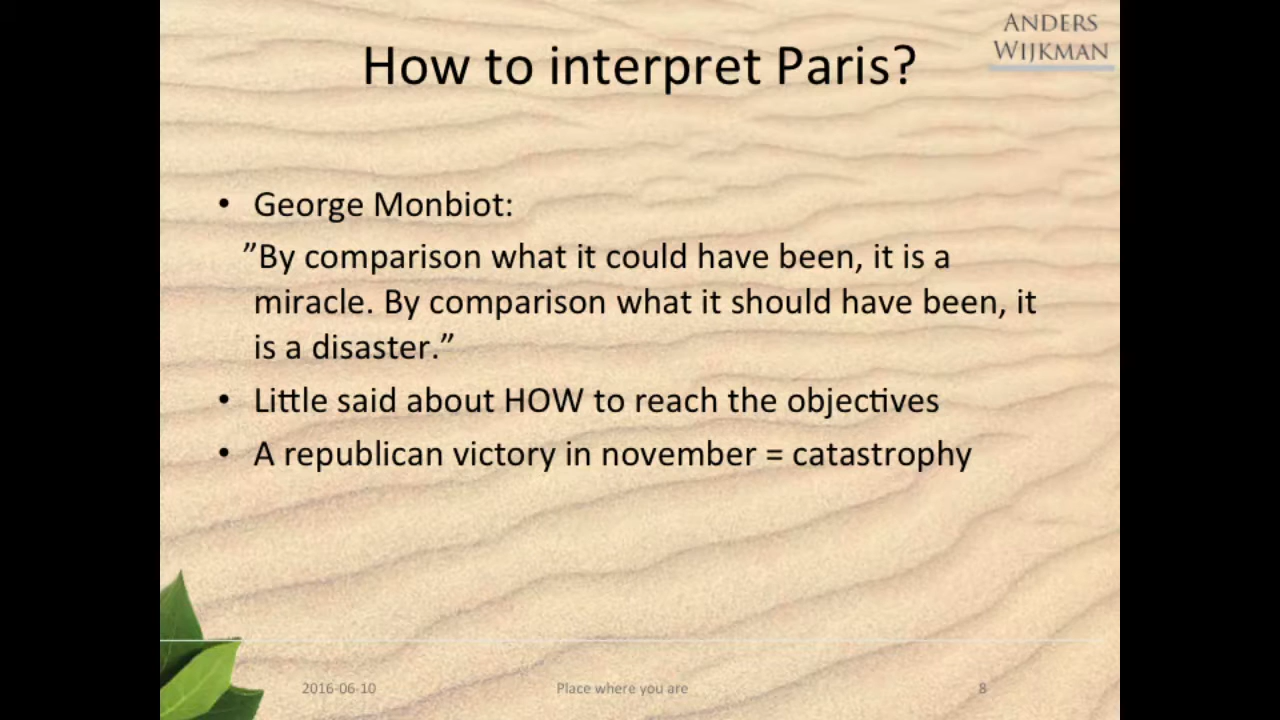 ANDERS
WIJKMAN
How to interpret Paris?
• George Monbiot:
”By comparison what it could have been, it is a
miracle. By comparison what it should have been, it
is a disaster.”
• Little said about HOW to reach the objectives
• A republican victory in november = catastrophy
2016-06-10 Place where you are 8